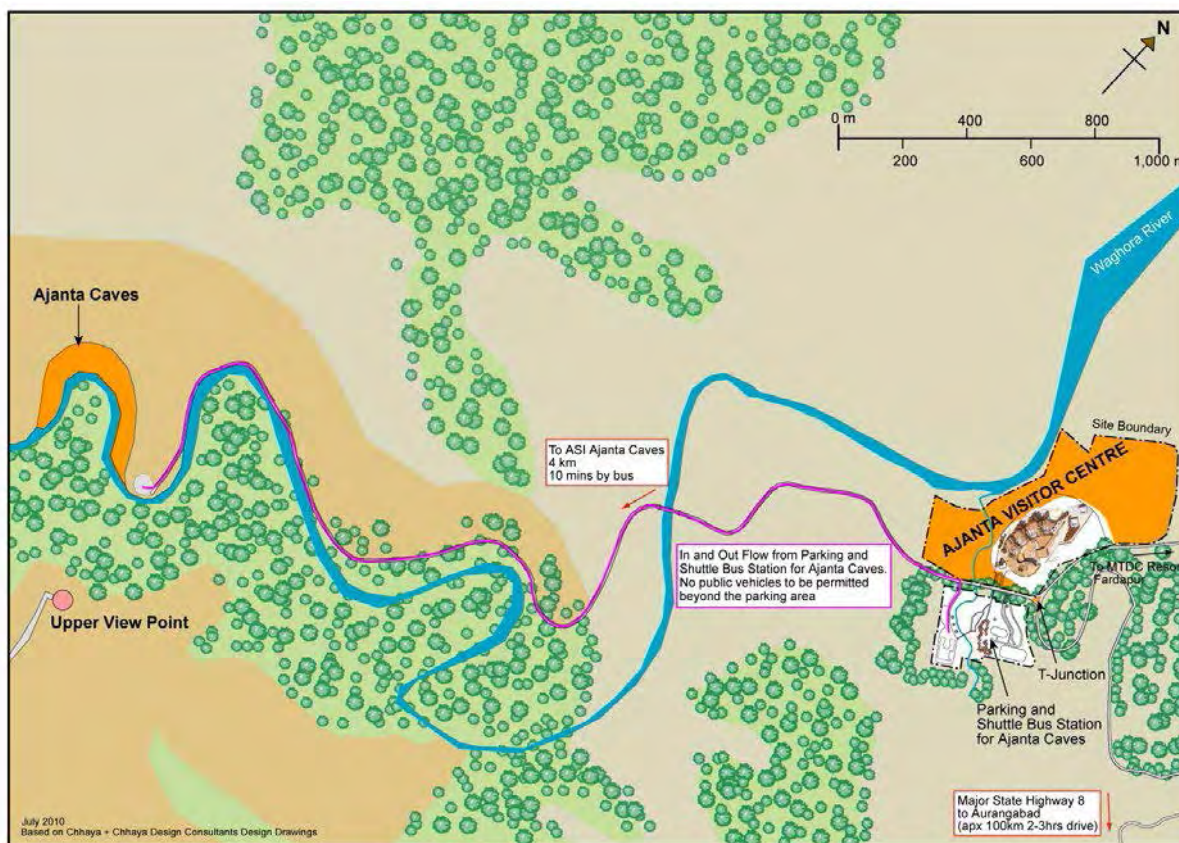 N
0 m
400
800
200
600
1,000 m
Waghora River
Ajanta Caves
Site Boundary
AJANTA VISITOR CENTRE
To ASI Ajanta Caves
4 km
10 mins by bus
In and Out Flow from Parking and
Shuttle Bus Station for Ajanta Caves.
No public vehicles to be permitted
beyond the parking area
To MTDC Resort
Fardapur
Upper View Point
T-Junction
Parking and
Shuttle Bus Station
for Ajanta Caves
Major State Highway 8
to Aurangabad
(apx 100km 2-3hrs drive)
July 2010
Based on Chhaya + Chhaya Design Consultants Design Drawings